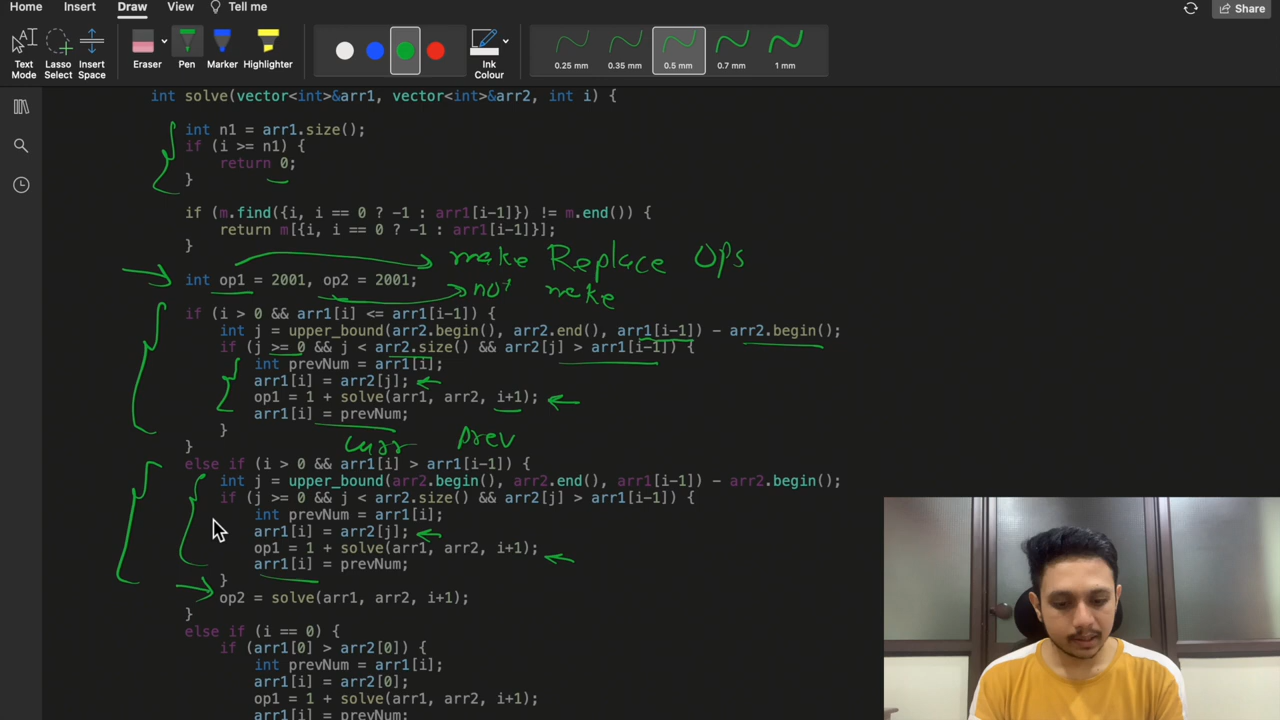 Home Insert Draw View Tell me Share
Text Mode Lasso Select Insert Space Eraser Pen Marker Highlighter Ink Colour 0.25 mm 0.35 mm 0.5 mm 0.7 mm 1 mm
int solve(vector<int>&arr1, vector<int>&arr2, int i) {
int n1 = arr1.size();
if (i >= n1) {
return 0;
}
if (m.find({i, i == 0 ? -1 : arr1[i-1]}) != m.end()) {
return m[{i, i == 0 ? -1 : arr1[i-1]}];
}
make Replace Ops
int op1 = 2001, op2 = 2001;
not make
if (i > 0 && arr1[i] <= arr1[i-1]) {
int j = upper_bound(arr2.begin(), arr2.end(), arr1[i-1]) - arr2.begin();
if (j >= 0 && j < arr2.size() && arr2[j] > arr1[i-1]) {
int prevNum = arr1[i];
arr1[i] = arr2[j];
op1 = 1 + solve(arr1, arr2, i+1);
arr1[i] = prevNum;
}
curr prev
}
else if (i > 0 && arr1[i] > arr1[i-1]) {
int j = upper_bound(arr2.begin(), arr2.end(), arr1[i-1]) - arr2.begin();
if (j >= 0 && j < arr2.size() && arr2[j] > arr1[i-1]) {
int prevNum = arr1[i];
arr1[i] = arr2[j];
op1 = 1 + solve(arr1, arr2, i+1);
arr1[i] = prevNum;
}
op2 = solve(arr1, arr2, i+1);
}
else if (i == 0) {
if (arr1[0] > arr2[0]) {
int prevNum = arr1[i];
arr1[i] = arr2[0];
op1 = 1 + solve(arr1, arr2, i+1);
arr1[i] = prevNum;